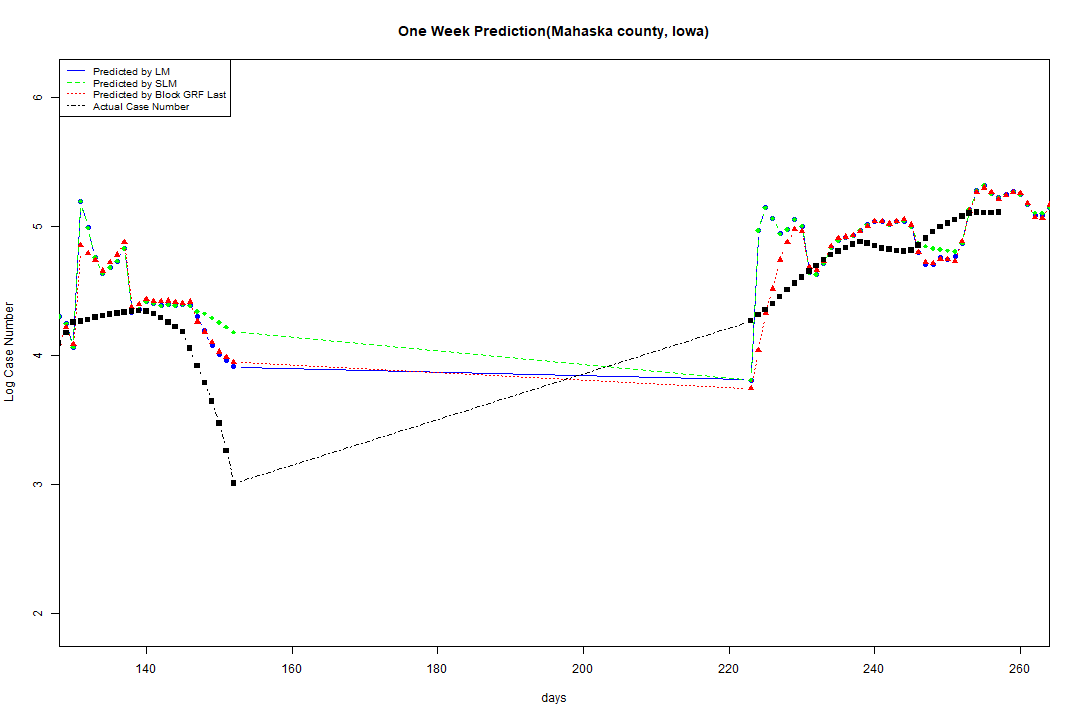 One Week Prediction(Mahaska county, Iowa)
Predicted by LM
Predicted by SLM
Predicted by Block GRF Last
Actual Case Number
6
5
4
3
2
Log Case Number
140 160 180 200 220 240 260
days